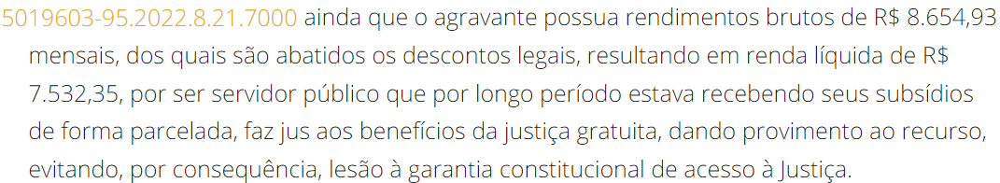 5019603-95.2022.8.21.7000 ainda que o agravante possua rendimentos brutos de R$ 8.654,93
mensais, dos quais são abatidos os descontos legais, resultando em renda líquida de R$
7.532,35, por ser servidor público que por longo período estava recebendo seus subsídios
de forma parcelada, faz jus aos benefícios da justiça gratuita, dando provimento ao recurso,
evitando, por consequência, lesão à garantia constitucional de acesso à Justiça.